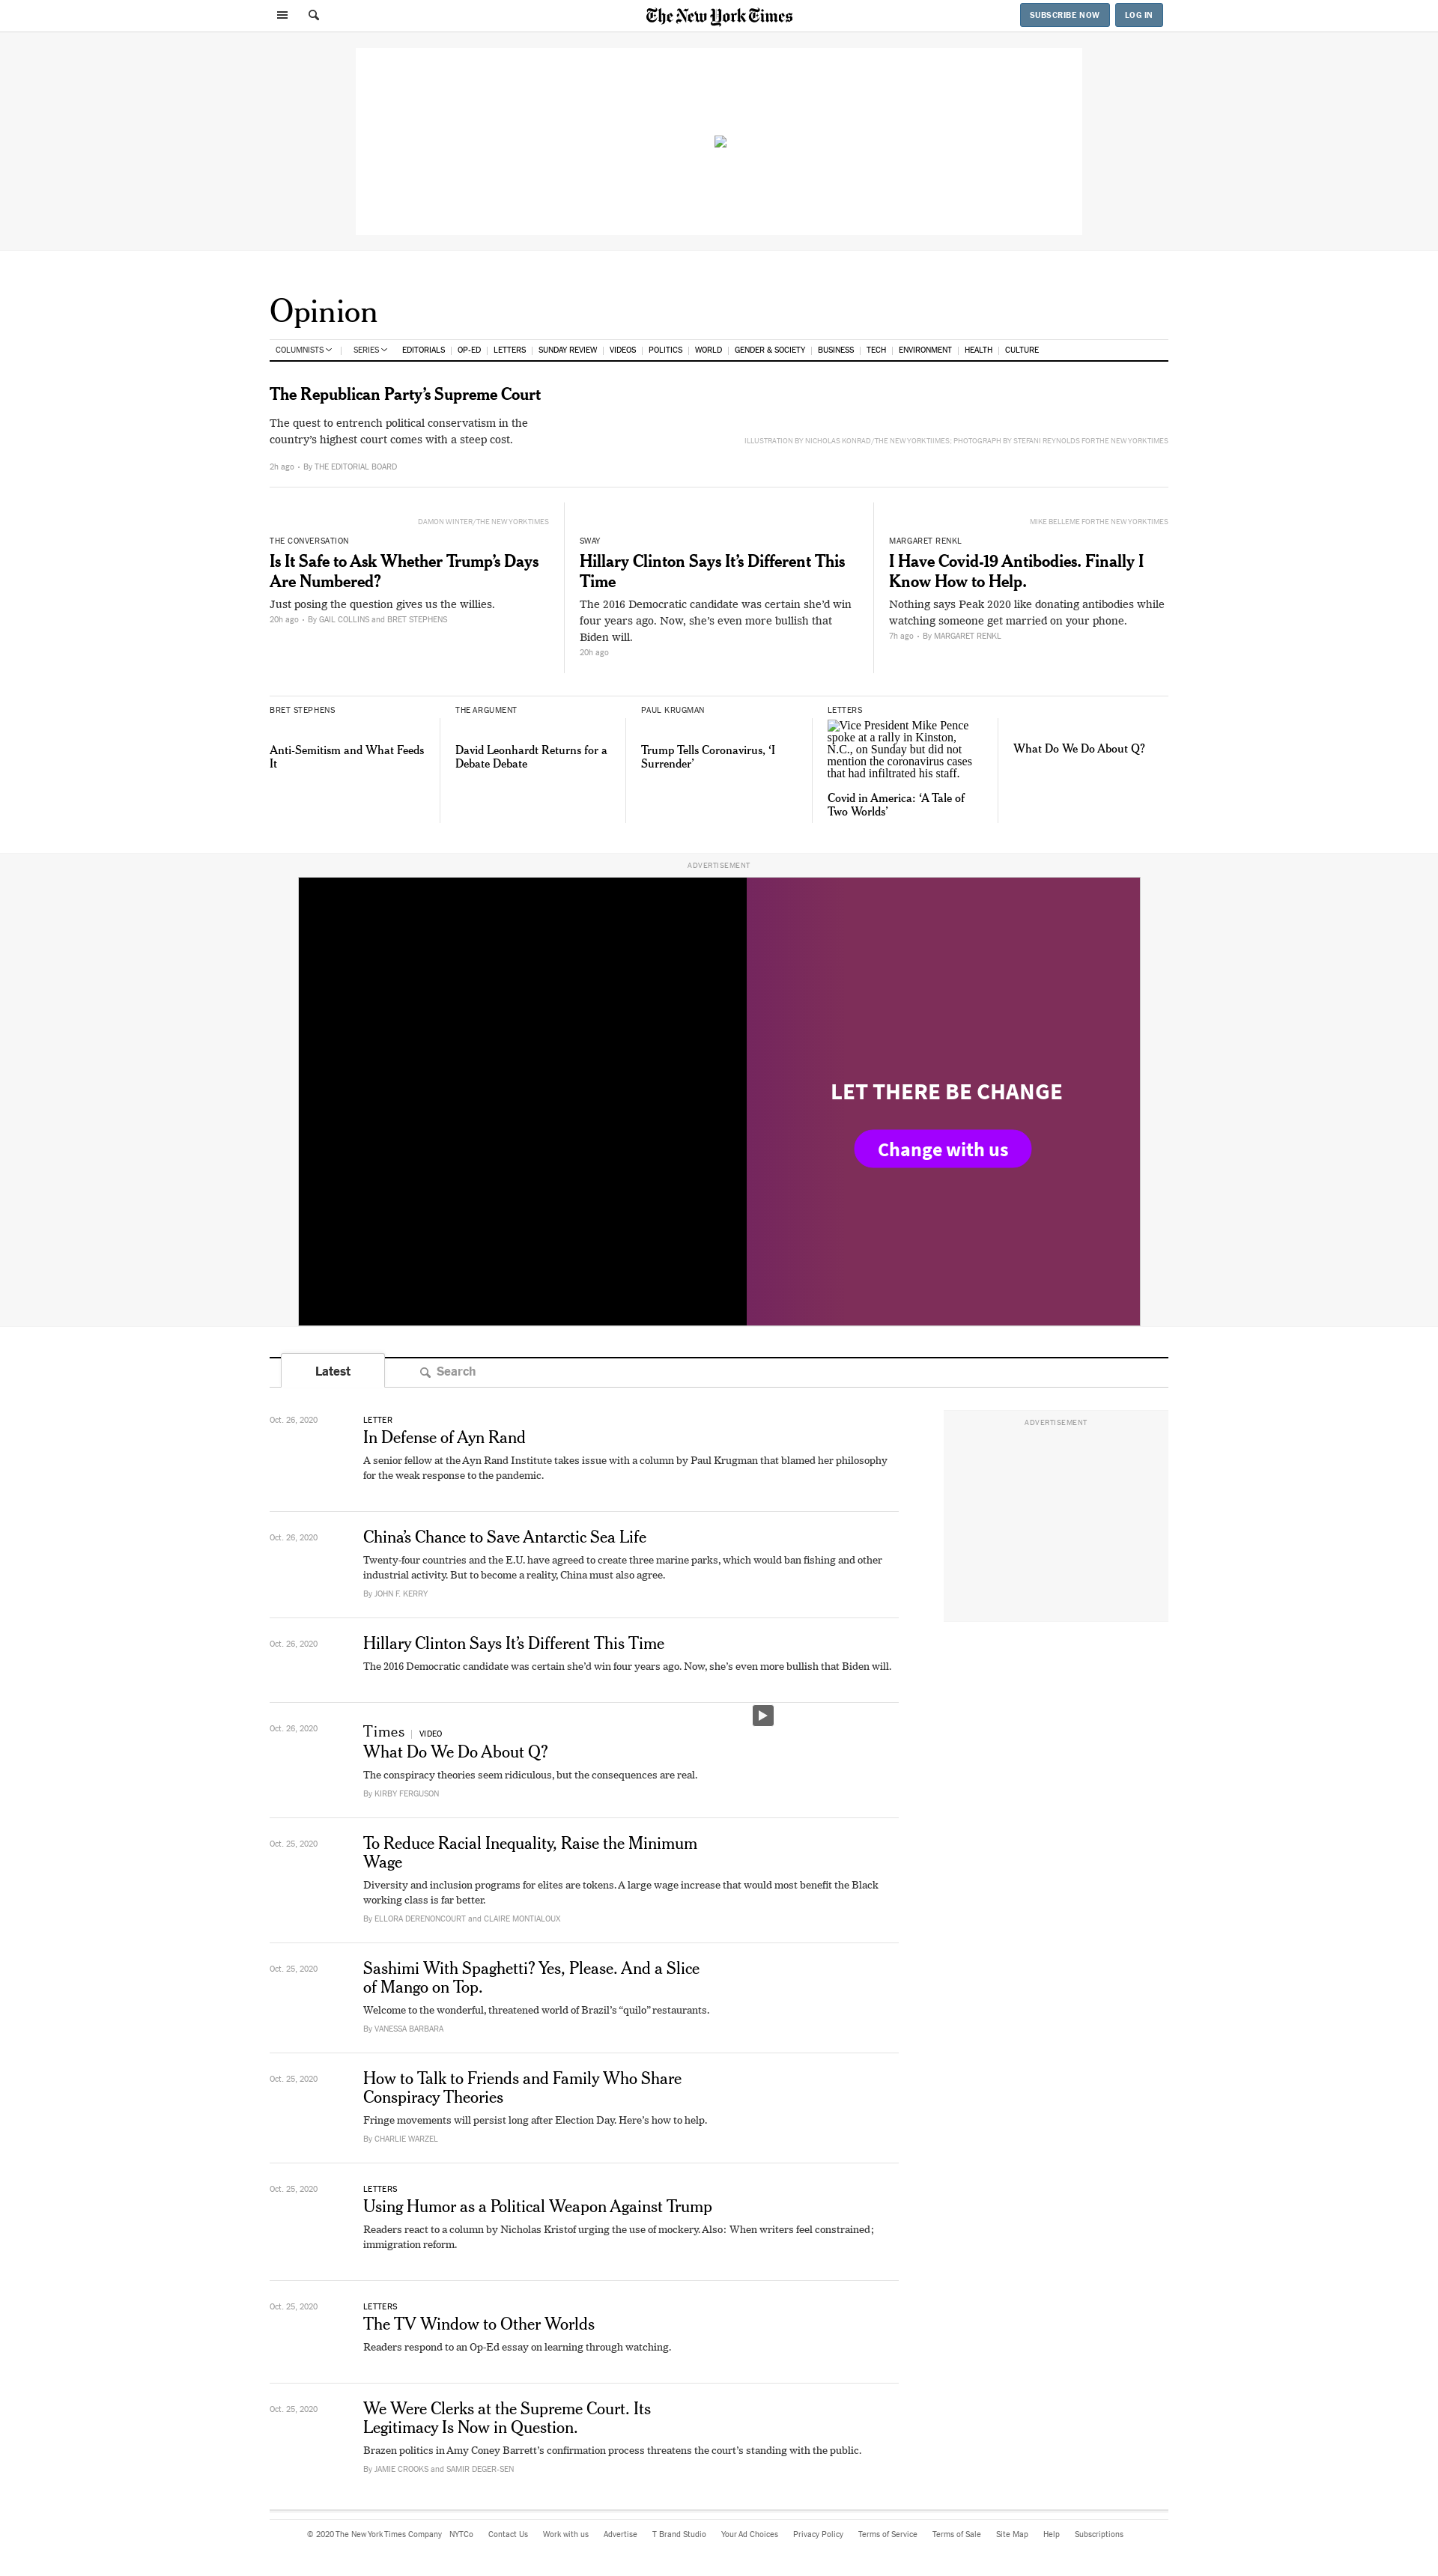 The New York Times
SUBSCRIBE NOW
LOG IN
Opinion
COLUMNISTS
SERIES
EDITORIALS
OP-ED
LETTERS
SUNDAY REVIEW
VIDEOS
POLITICS
WORLD
GENDER & SOCIETY
BUSINESS
TECH
ENVIRONMENT
HEALTH
CULTURE
The Republican Party’s Supreme Court
The quest to entrench political conservatism in the
country’s highest court comes with a steep cost.
2h ago • By THE EDITORIAL BOARD
ILLUSTRATION BY NICHOLAS KONRAD/THE NEW YORK TIIMES; PHOTOGRAPH BY STEFANI REYNOLDS FOR THE NEW YORK TIMES
DAMON WINTER/THE NEW YORK TIMES
THE CONVERSATION
Is It Safe to Ask Whether Trump’s Days
Are Numbered?
Just posing the question gives us the willies.
20h ago • By GAIL COLLINS and BRET STEPHENS
SWAY
Hillary Clinton Says It’s Different This
Time
The 2016 Democratic candidate was certain she’d win
four years ago. Now, she’s even more bullish that
Biden will.
20h ago
MIKE BELLEME FOR THE NEW YORK TIMES
MARGARET RENKL
I Have Covid-19 Antibodies. Finally I
Know How to Help.
Nothing says Peak 2020 like donating antibodies while
watching someone get married on your phone.
7h ago • By MARGARET RENKL
BRET STEPHENS
Anti-Semitism and What Feeds
It
THE ARGUMENT
David Leonhardt Returns for a
Debate Debate
PAUL KRUGMAN
Trump Tells Coronavirus, ‘I
Surrender’
LETTERS
Vice President Mike Pence
spoke at a rally in Kinston,
N.C., on Sunday but did not
mention the coronavirus cases
that had infiltrated his staff.
Covid in America: ‘A Tale of
Two Worlds’
What Do We Do About Q?
ADVERTISEMENT
LET THERE BE CHANGE
Change with us
Latest
Search
Oct. 26, 2020
LETTER
In Defense of Ayn Rand
A senior fellow at the Ayn Rand Institute takes issue with a column by Paul Krugman that blamed her philosophy
for the weak response to the pandemic.
ADVERTISEMENT
Oct. 26, 2020
China’s Chance to Save Antarctic Sea Life
Twenty-four countries and the E.U. have agreed to create three marine parks, which would ban fishing and other
industrial activity. But to become a reality, China must also agree.
By JOHN F. KERRY
Oct. 26, 2020
Hillary Clinton Says It’s Different This Time
The 2016 Democratic candidate was certain she’d win four years ago. Now, she’s even more bullish that Biden will.
Oct. 26, 2020
Times | VIDEO
What Do We Do About Q?
The conspiracy theories seem ridiculous, but the consequences are real.
By KIRBY FERGUSON
Oct. 25, 2020
To Reduce Racial Inequality, Raise the Minimum
Wage
Diversity and inclusion programs for elites are tokens. A large wage increase that would most benefit the Black
working class is far better.
By ELLORA DERENONCOURT and CLAIRE MONTIALOUX
Oct. 25, 2020
Sashimi With Spaghetti? Yes, Please. And a Slice
of Mango on Top.
Welcome to the wonderful, threatened world of Brazil’s “quilo” restaurants.
By VANESSA BARBARA
Oct. 25, 2020
How to Talk to Friends and Family Who Share
Conspiracy Theories
Fringe movements will persist long after Election Day. Here’s how to help.
By CHARLIE WARZEL
Oct. 25, 2020
LETTERS
Using Humor as a Political Weapon Against Trump
Readers react to a column by Nicholas Kristof urging the use of mockery. Also: When writers feel constrained;
immigration reform.
Oct. 25, 2020
LETTERS
The TV Window to Other Worlds
Readers respond to an Op-Ed essay on learning through watching.
Oct. 25, 2020
We Were Clerks at the Supreme Court. Its
Legitimacy Is Now in Question.
Brazen politics in Amy Coney Barrett’s confirmation process threatens the court’s standing with the public.
By JAMIE CROOKS and SAMIR DEGER-SEN
© 2020 The New York Times Company
NYTCo
Contact Us
Work with us
Advertise
T Brand Studio
Your Ad Choices
Privacy Policy
Terms of Service
Terms of Sale
Site Map
Help
Subscriptions